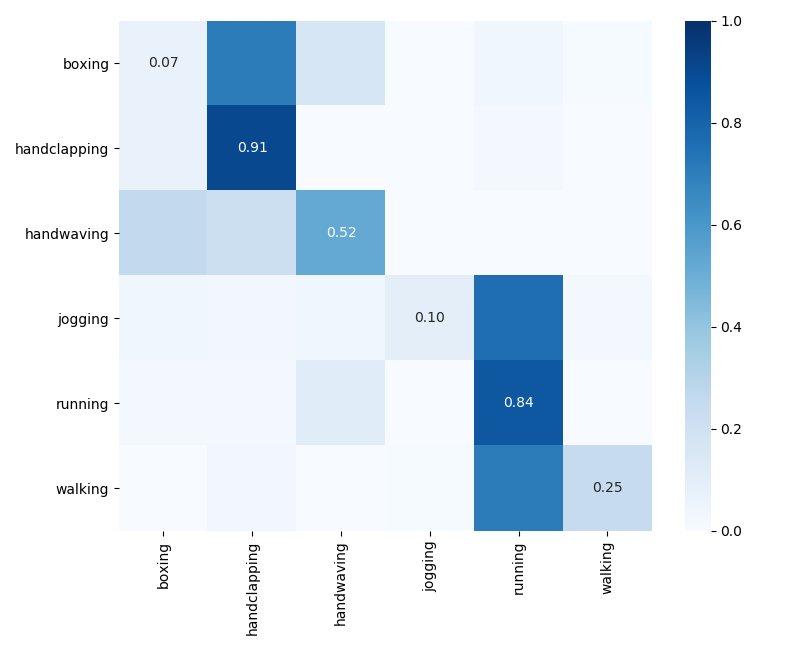 boxing
handclapping
handwaving
jogging
running
walking
0.07
0.91
0.52
0.10
0.84
0.25
boxing
handclapping
handwaving
jogging
running
walking
1.0
0.8
0.6
0.4
0.2
0.0